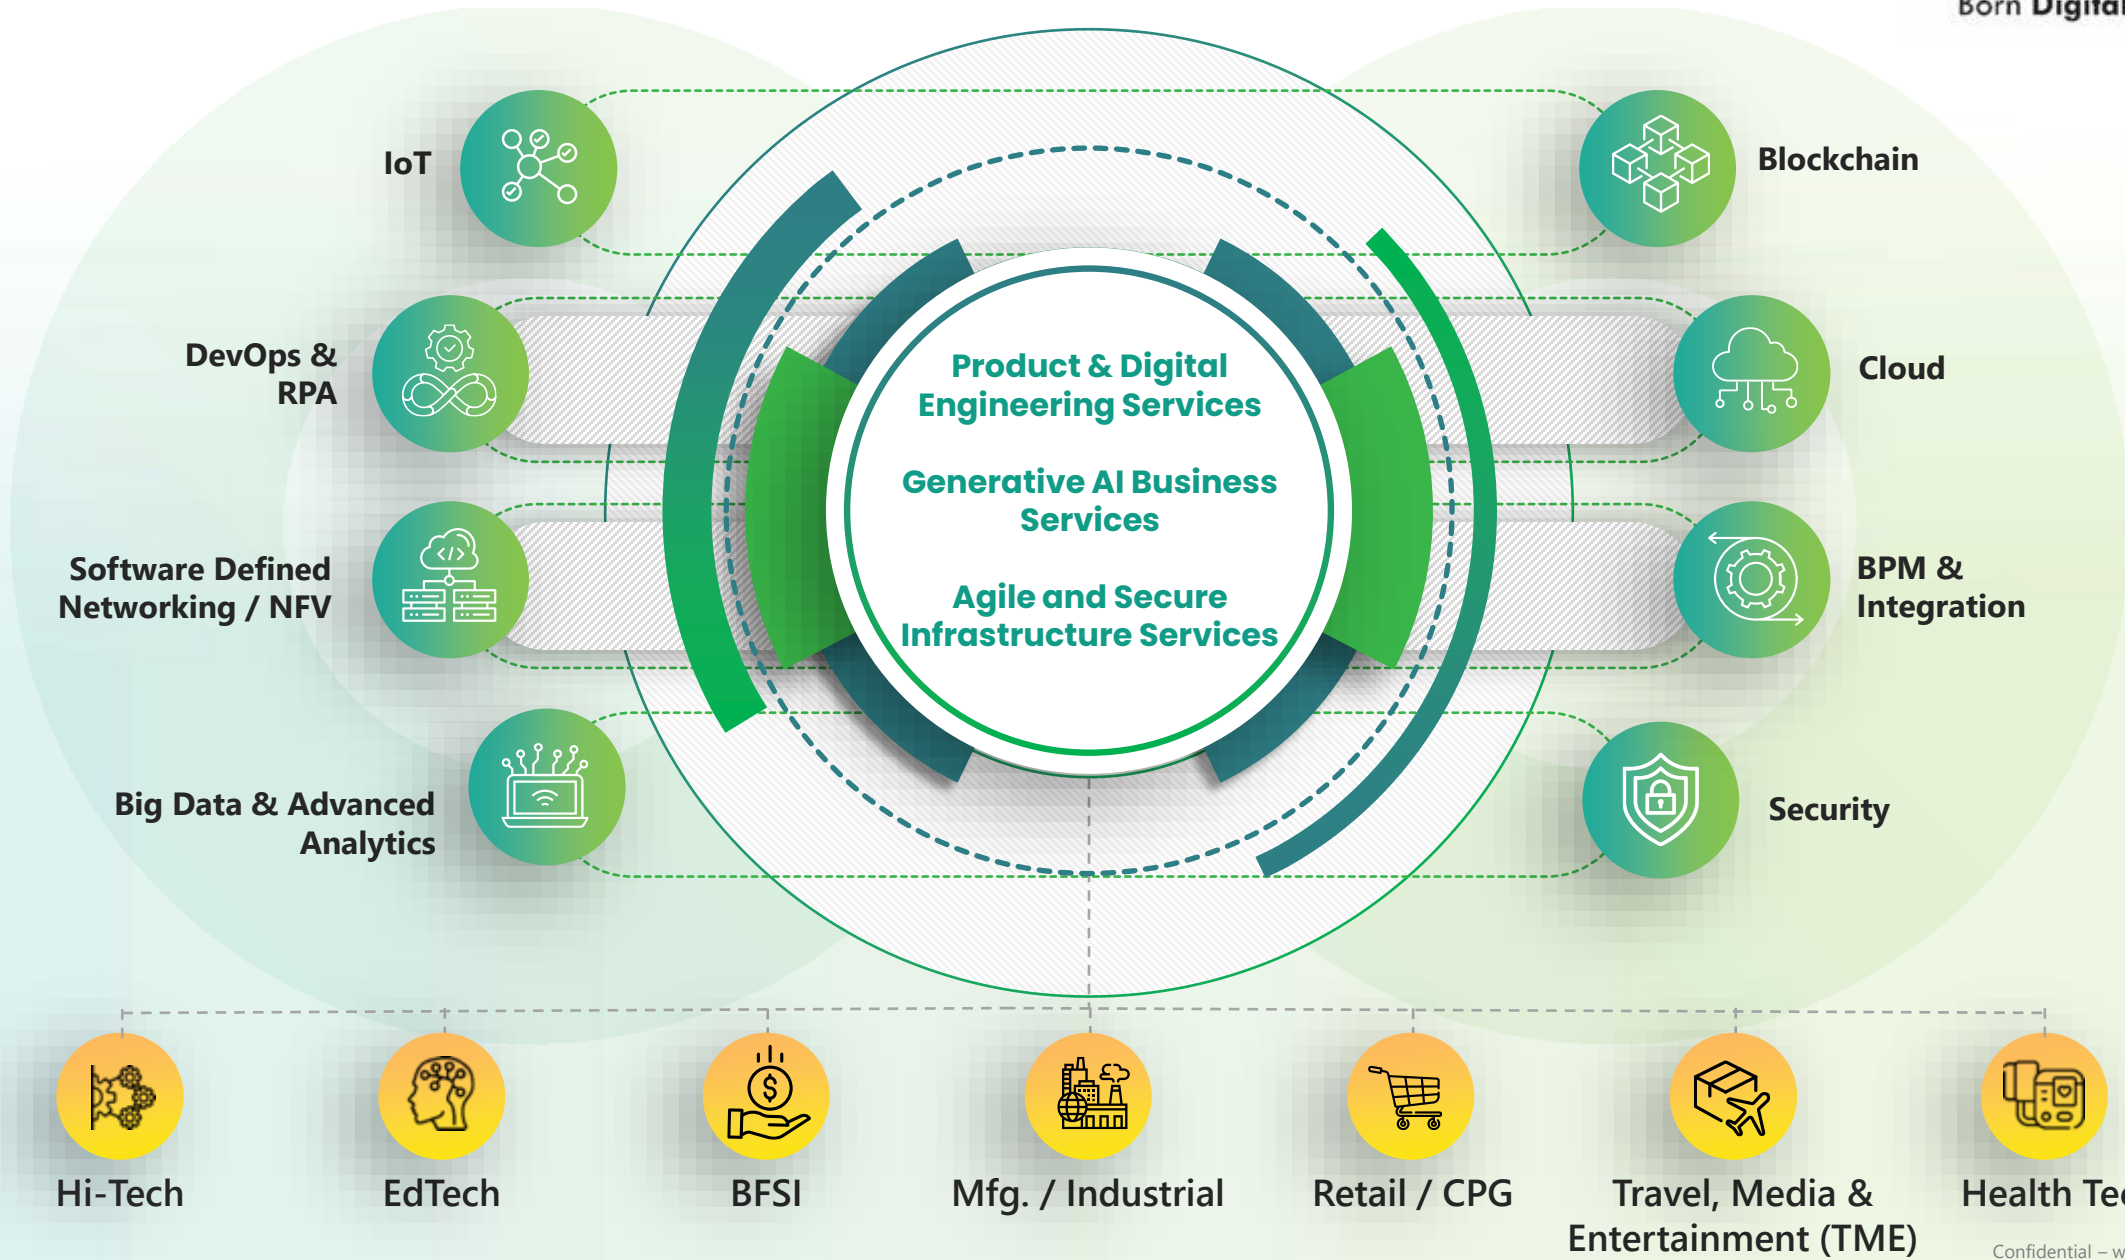 Born Digital
IoT
Blockchain
DevOps &
RPA
Cloud
Product & Digital
Engineering Services
Generative AI Business
Services
Agile and Secure
Infrastructure Services
Software Defined
Networking / NFV
BPM &
Integration
Big Data & Advanced
Analytics
Security
Hi-Tech
EdTech
BFSI
Mfg. / Industrial
Retail / CPG
Travel, Media &
Entertainment (TME)
Health
Confidential –